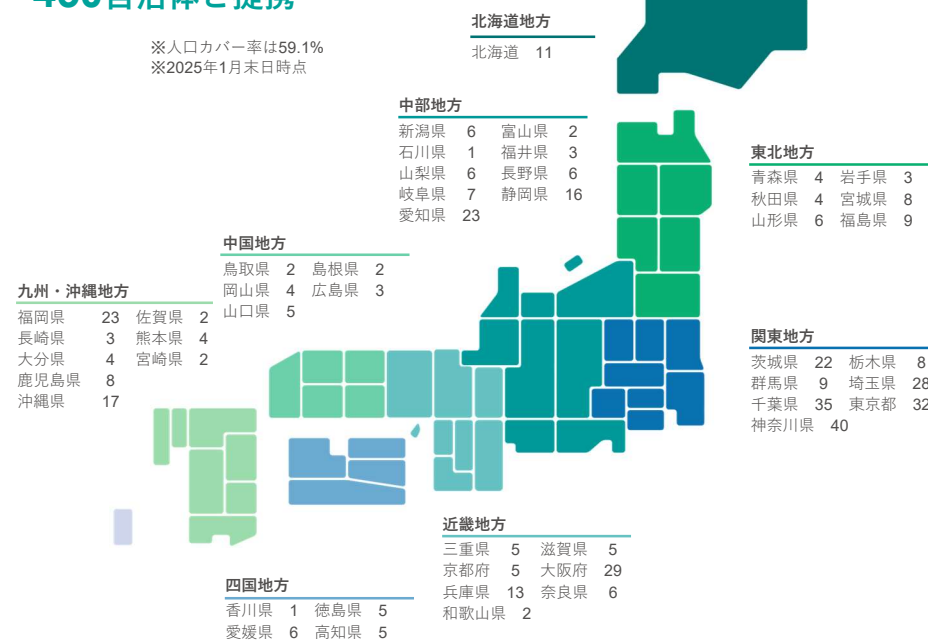 自治体と提携
※人口カバー率は59.1%
※2025年1月末日時点
北海道地方
北海道 11
中部地方
新潟県 6 富山県 2
石川県 1 福井県 3
山梨県 6 長野県 6
岐阜県 7 静岡県 16
愛知県 23
東北地方
青森県 4 岩手県 3
秋田県 4 宮城県 8
山形県 6 福島県 9
中国地方
鳥取県 2 島根県 2
岡山県 4 広島県 3
山口県 5
九州・沖縄地方
福岡県 23 佐賀県 2
長崎県 3 熊本県 4
大分県 4 宮崎県 2
鹿児島県 8
沖縄県 17
関東地方
茨城県 22 栃木県 8
群馬県 9 埼玉県 28
千葉県 35 東京都 32
神奈川県 40
近畿地方
三重県 5 滋賀県 5
京都府 5 大阪府 29
兵庫県 13 奈良県 6
和歌山県 2
四国地方
香川県 1 徳島県 5
愛媛県 6 高知県 5